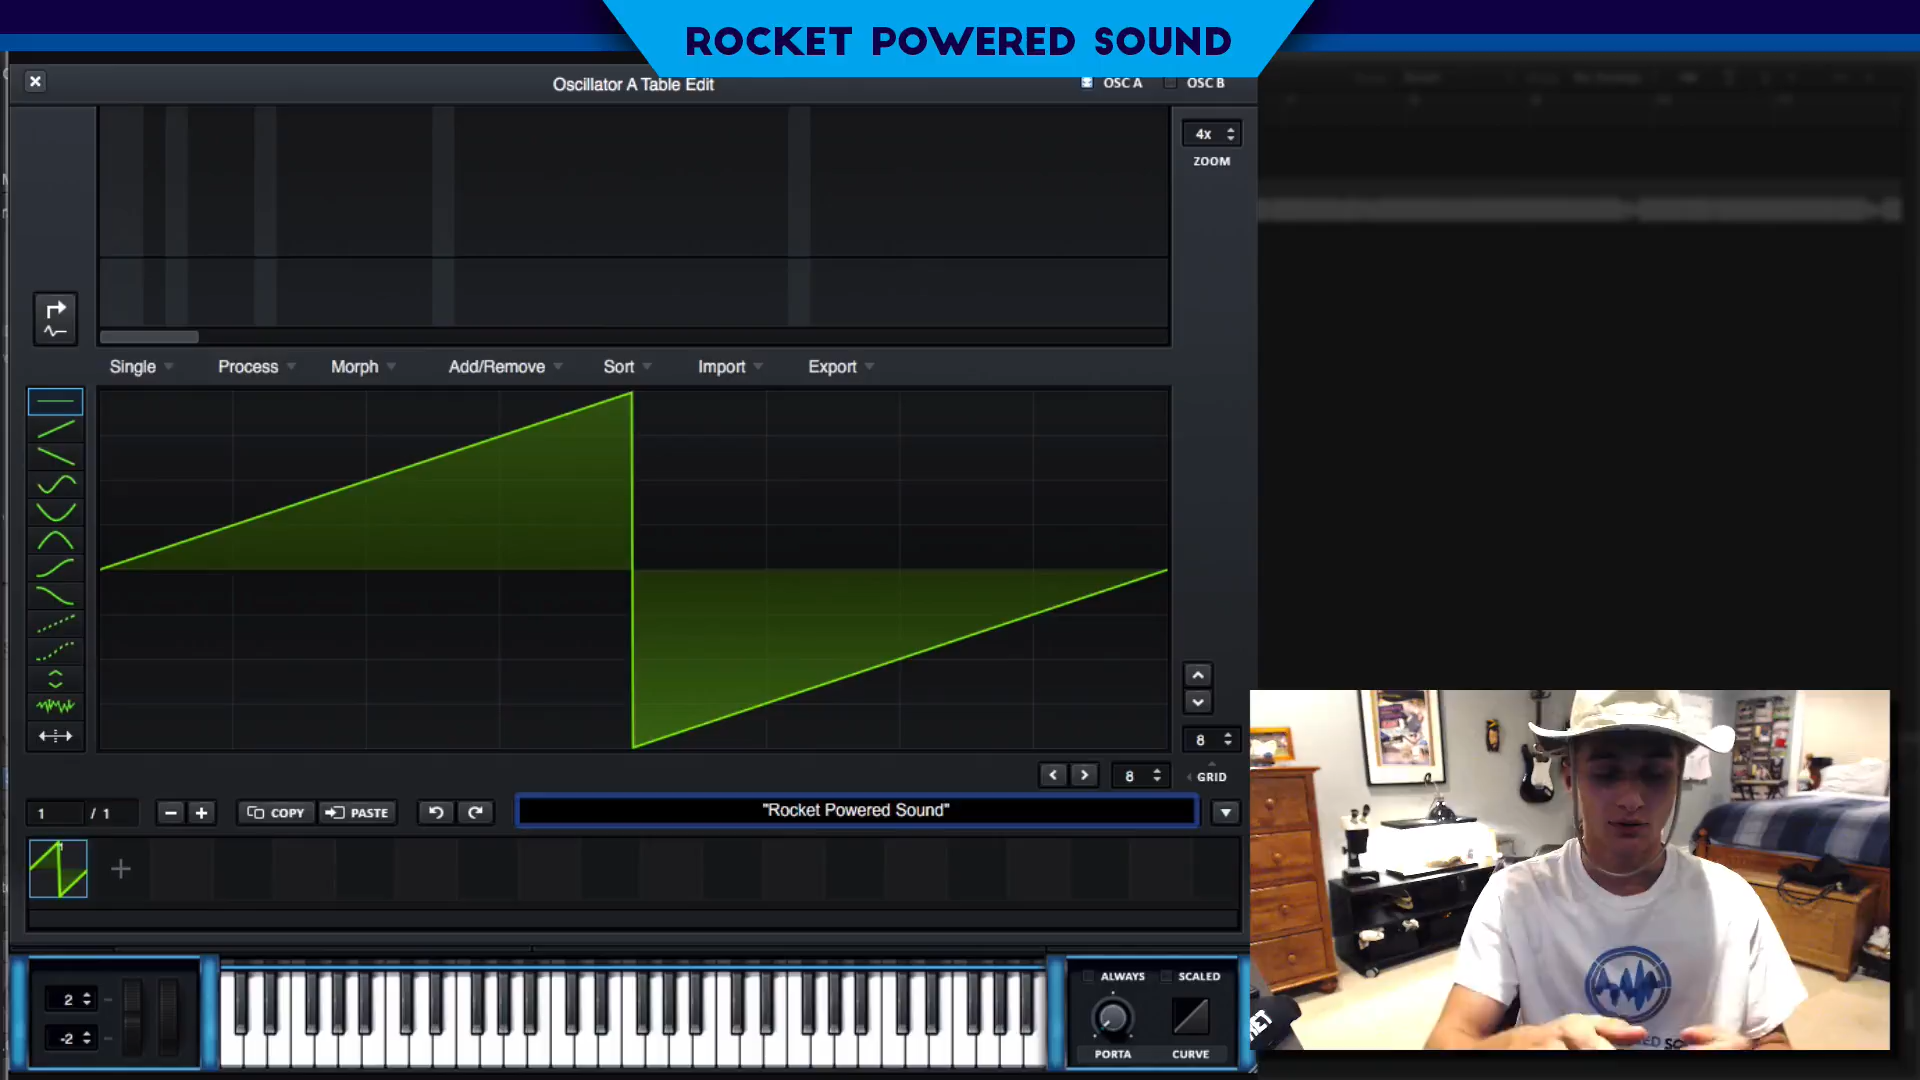 ROCKET POWERED SOUND
Oscillator A Table Edit
OSC A
OSC B
4x
ZOOM
Single
Process
Morph
Add/Remove
Sort
Import
Export
8
8
GRID
1 / 1
COPY
PASTE
"Rocket Powered Sound"
1
2
-2
ALWAYS
SCALED
PORTA
CURVE